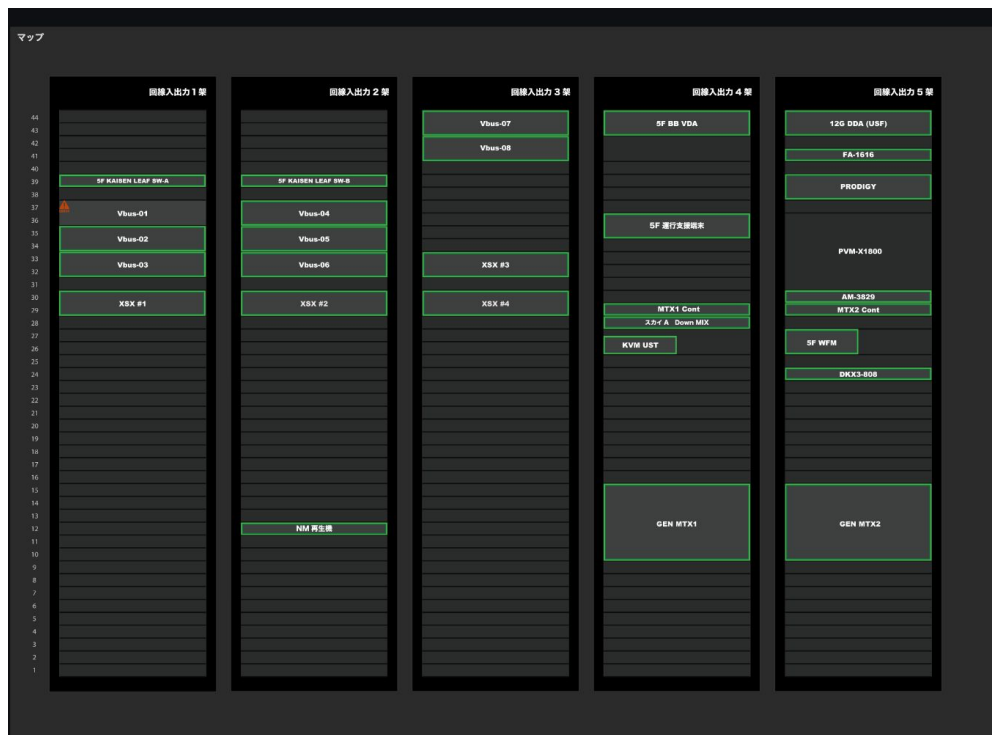 マップ
回線入出力 1 架
回線入出力 2 架
回線入出力 3 架
回線入出力 4 架
回線入出力 5 架
44
43
42
41
40
39
38
37
36
35
34
33
32
31
30
29
28
27
26
25
24
23
22
21
20
19
18
17
16
15
14
13
12
11
10
9
8
7
6
5
4
3
2
1
5F KAISEN LEAF SW-A
Vbus-01
Vbus-02
Vbus-03
XSX #1
5F KAISEN LEAF SW-B
Vbus-04
Vbus-05
Vbus-06
XSX #2
NM 再生機
Vbus-07
Vbus-08
XSX #3
XSX #4
5F BB VDA
5F 運行支援端末
MTX1 Cont
スカイ A Down MIX
KVM UST
GEN MTX1
12G DDA (USF)
FA-1616
PRODIGY
PVM-X1800
AM-3829
MTX2 Cont
5F WFM
DKX3-808
GEN MTX2